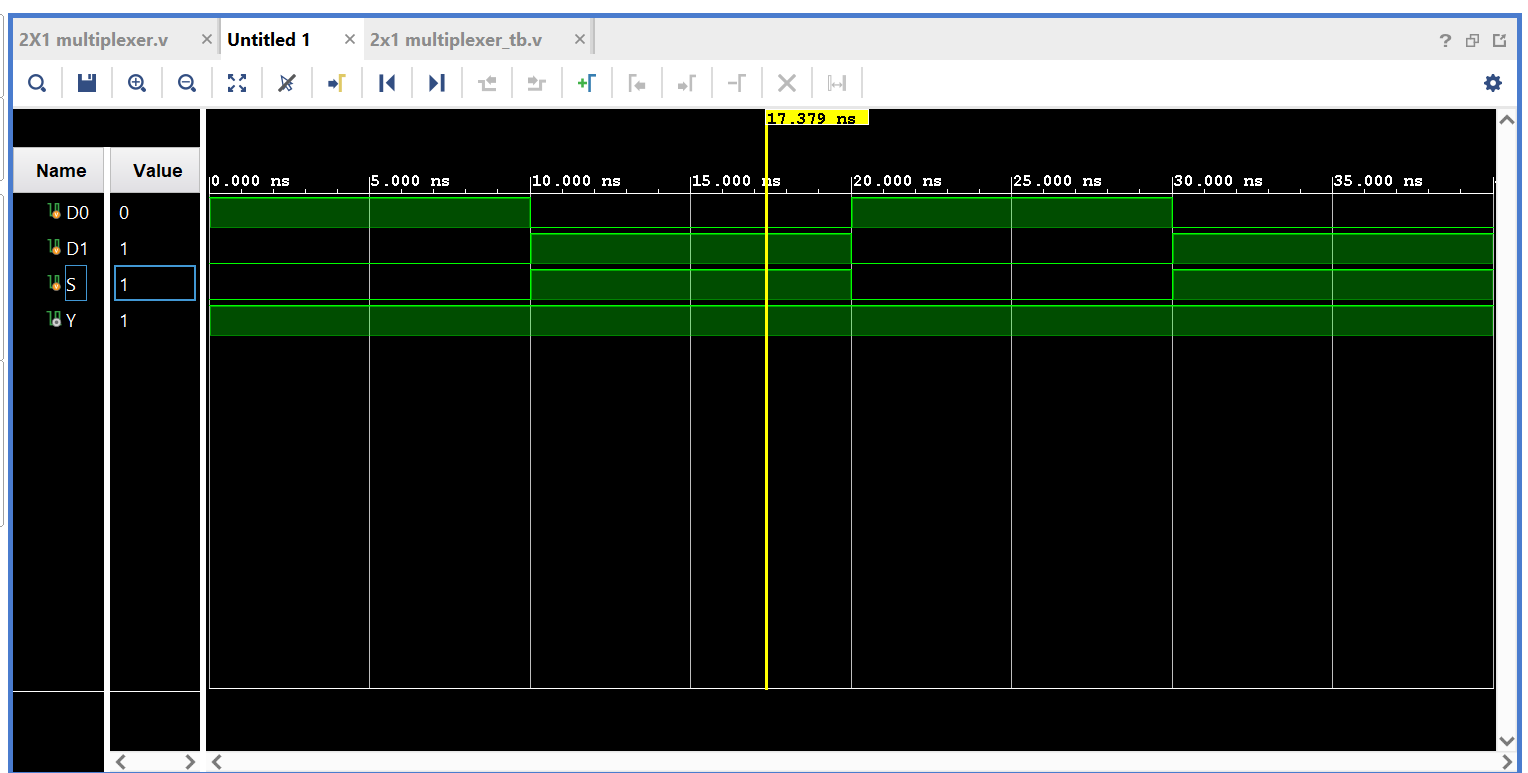 2X1 multiplexer.v × Untitled 1 × 2x1 multiplexer_tb.v × ?
17.379 ns
Name Value
0.000 ns 5.000 ns 10.000 ns 15.000 ns 20.000 ns 25.000 ns 30.000 ns 35.000 ns
D0 0
D1 1
S 1
Y 1